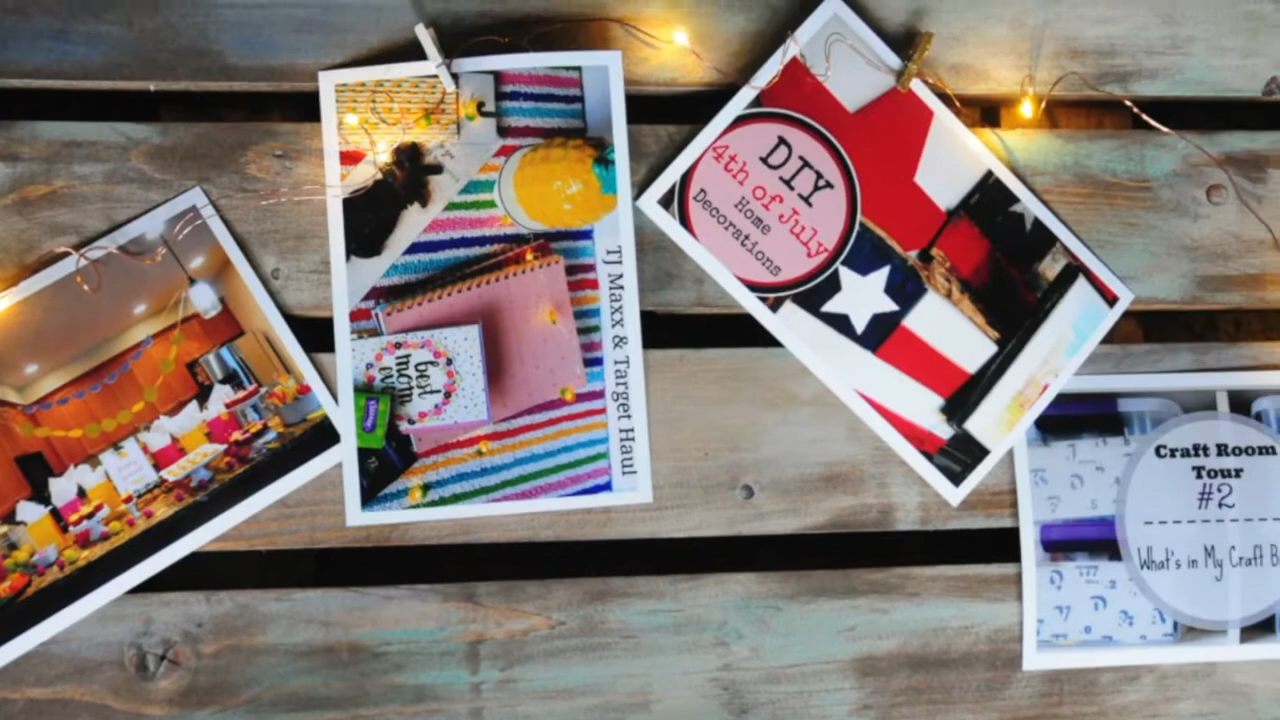 TJ Maxx & Target Haul
best
mom
DIY
4th of July
Home
Decorations
Craft Room
Tour
#2
What's in My Craft